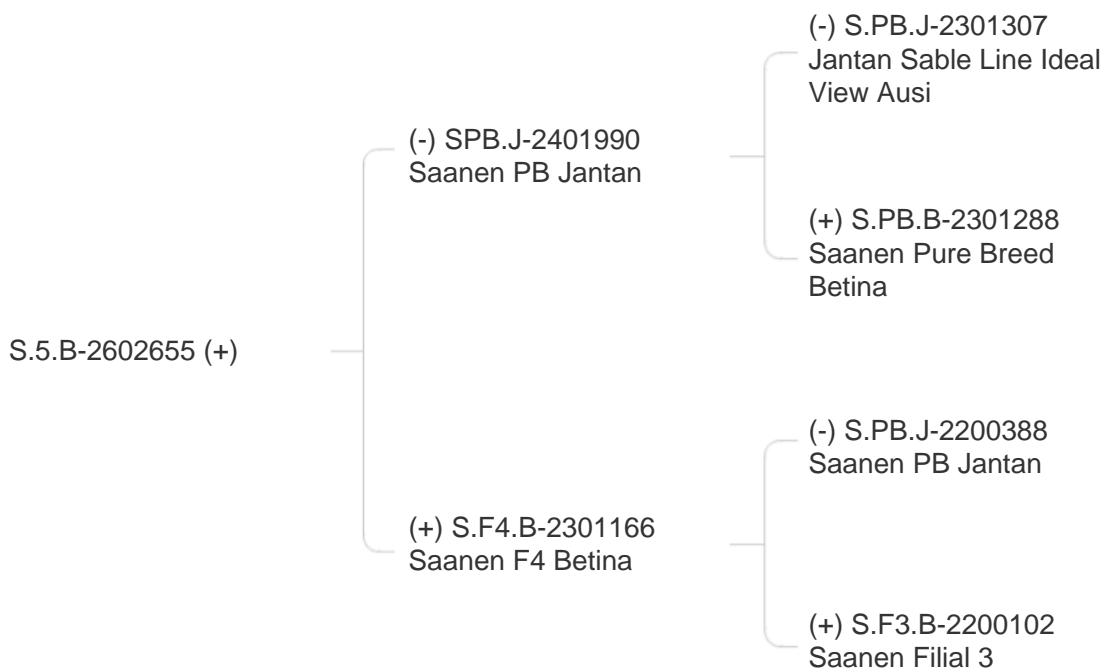 (-) S.PB.J-2301307
Jantan Sable Line Ideal
View Ausi
(-) SPB.J-2401990
Saanen PB Jantan
(+) S.PB.B-2301288
Saanen Pure Breed
Betina
S.5.B-2602655 (+)
(-) S.PB.J-2200388
Saanen PB Jantan
(+) S.F4.B-2301166
Saanen F4 Betina
(+) S.F3.B-2200102
Saanen Filial 3